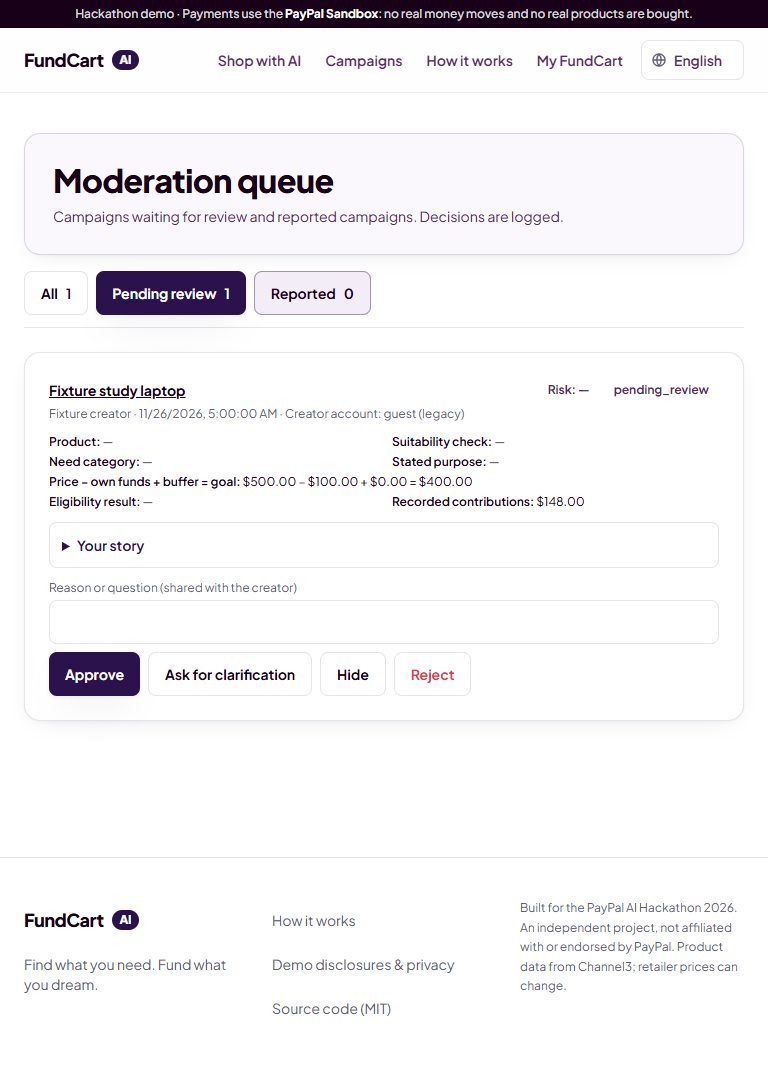 Hackathon demo · Payments use the PayPal Sandbox: no real money moves and no real products are bought.
FundCart AI
Shop with AI
Campaigns
How it works
My FundCart
English
Moderation queue
Campaigns waiting for review and reported campaigns. Decisions are logged.
All 1
Pending review 1
Reported 0
Fixture study laptop
Risk: —
pending_review
Fixture creator · 11/26/2026, 5:00:00 AM · Creator account: guest (legacy)
Product: —
Suitability check: —
Need category: —
Stated purpose: —
Price − own funds + buffer = goal: $500.00 − $100.00 + $0.00 = $400.00
Eligibility result: —
Recorded contributions: $148.00
Your story
Reason or question (shared with the creator)
Approve
Ask for clarification
Hide
Reject
FundCart AI
Find what you need. Fund what
you dream.
How it works
Demo disclosures & privacy
Source code (MIT)
Built for the PayPal AI Hackathon 2026.
An independent project, not affiliated
with or endorsed by PayPal. Product
data from Channel3; retailer prices can
change.